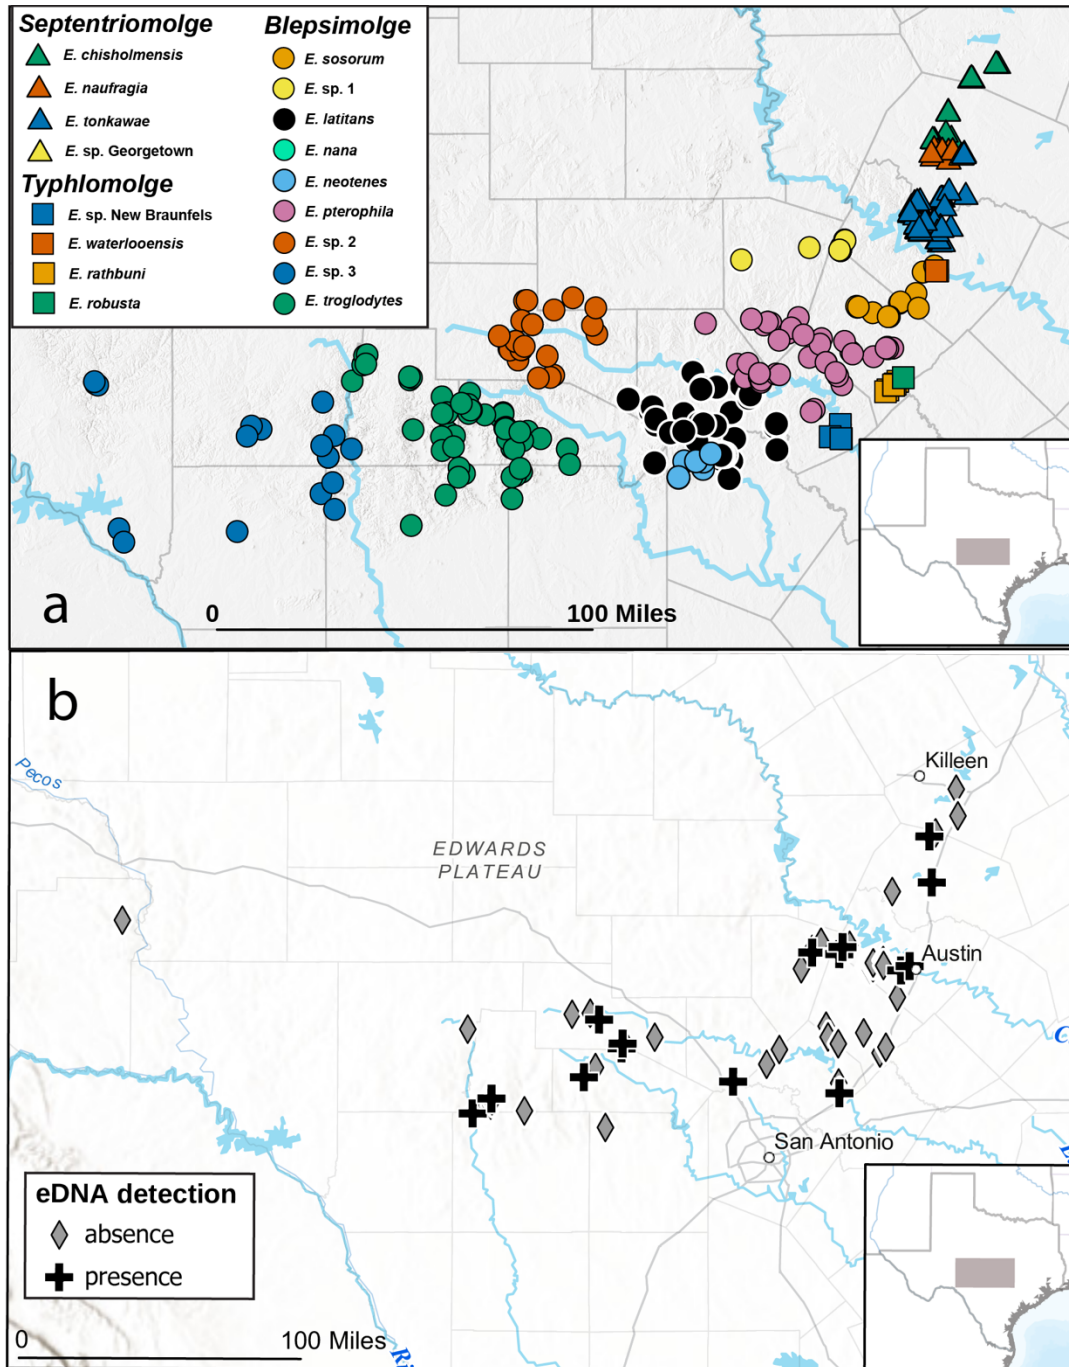 Septentriomolge
E. chisholmensis
E. naufragia
E. tonkawae
E. sp. Georgetown
Typhlomolge
E. sp. New Braunfels
E. waterlooensis
E. rathbuni
E. robusta
Blepsimolge
E. sosorum
E. sp. 1
E. latitans
E. nana
E. neotenes
E. pterophila
E. sp. 2
E. sp. 3
E. troglodytes
a
0 100 Miles
b
Pecos
Killeen
EDWARDS
PLATEAU
Austin
C
San Antonio
eDNA detection
absence
presence
0 100 Miles
Ri